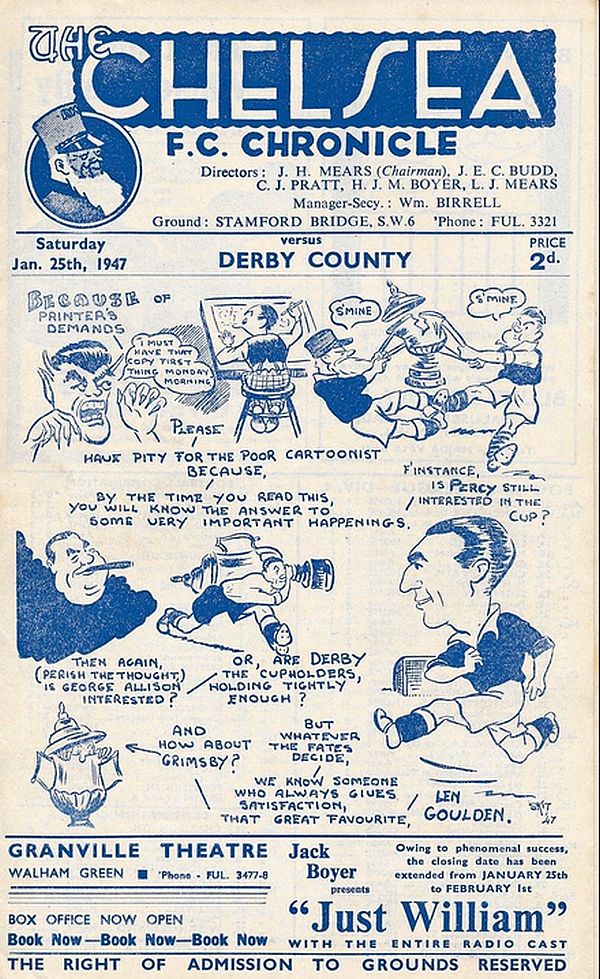 THE
CHELSEA
F.C. CHRONICLE
Directors: J. H. MEARS (Chairman), J. E. C. BUDD,
C. J. PRATT, H. J. M. BOYER, L. J. MEARS
Manager-Secy.: Wm. BIRRELL
Ground: STAMFORD BRIDGE, S.W.6 'Phone: FUL. 3321
Saturday
Jan. 25th, 1947
versus
DERBY COUNTY
PRICE
2d.
BECAUSE OF
PRINTER'S
DEMANDS
I MUST
HAVE THAT
COPY FIRST
THING MONDAY
MORNING
S'MINE
S'MINE
PLEASE
HAVE PITY FOR THE POOR CARTOONIST
BECAUSE,
BY THE TIME YOU READ THIS,
YOU WILL KNOW THE ANSWER TO
SOME VERY IMPORTANT HAPPENINGS.
F'INSTANCE,
IS PERCY STILL
INTERESTED IN THE
CUP?
THEN AGAIN,
(PERISH THE THOUGHT,)
IS GEORGE ALLISON
INTERESTED?
OR, ARE DERBY
THE CUPHOLDERS,
HOLDING TIGHTLY
ENOUGH?
AND
HOW ABOUT
GRIMSBY?
BUT
WHATEVER
THE FATES
DECIDE,
WE KNOW SOMEONE
WHO ALWAYS GIVES
SATISFACTION,
THAT GREAT FAVOURITE,
LEN
GOULDEN.
GRANVILLE THEATRE
WALHAM GREEN ■ 'Phone - FUL. 3477-8
BOX OFFICE NOW OPEN
Book Now—Book Now—Book Now
Jack
Boyer
presents
Owing to phenomenal success,
the closing date has been
extended from JANUARY 25th
to FEBRUARY 1st
"Just William"
WITH THE ENTIRE RADIO CAST
THE RIGHT OF ADMISSION TO GROUNDS RESERVED